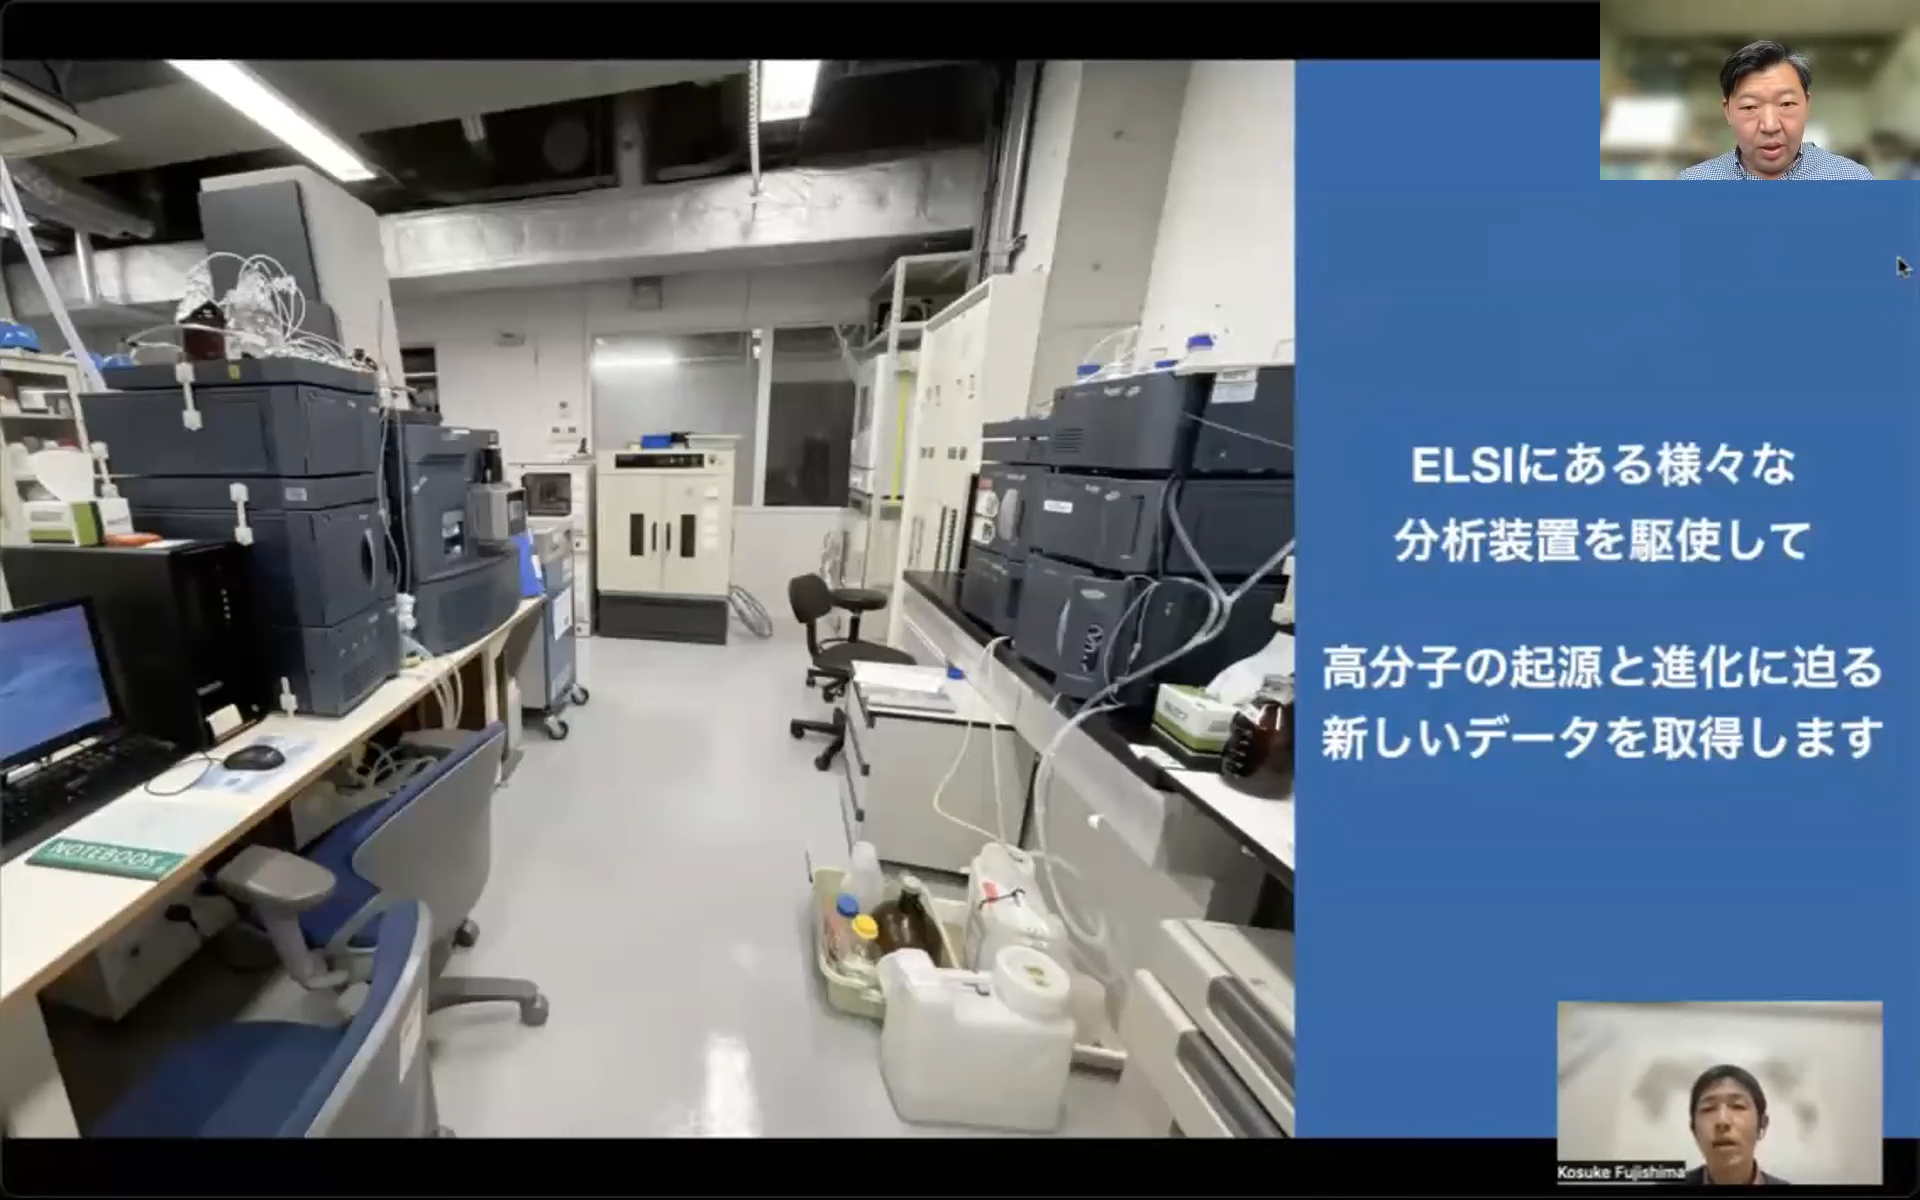 ELSIにある様々な
分析装置を駆使して
高分子の起源と進化に迫る
新しいデータを取得します
NOTEBOOK
Kosuke Fujishima